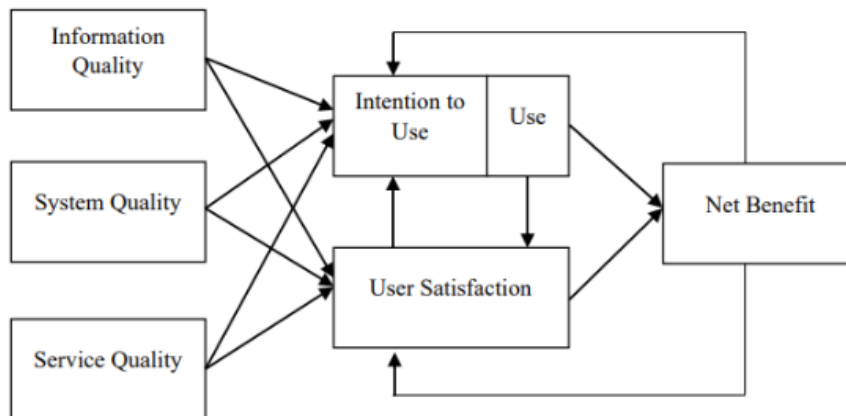 Information
Quality
Intention to
Use
Use
System Quality
Net Benefit
User Satisfaction
Service Quality